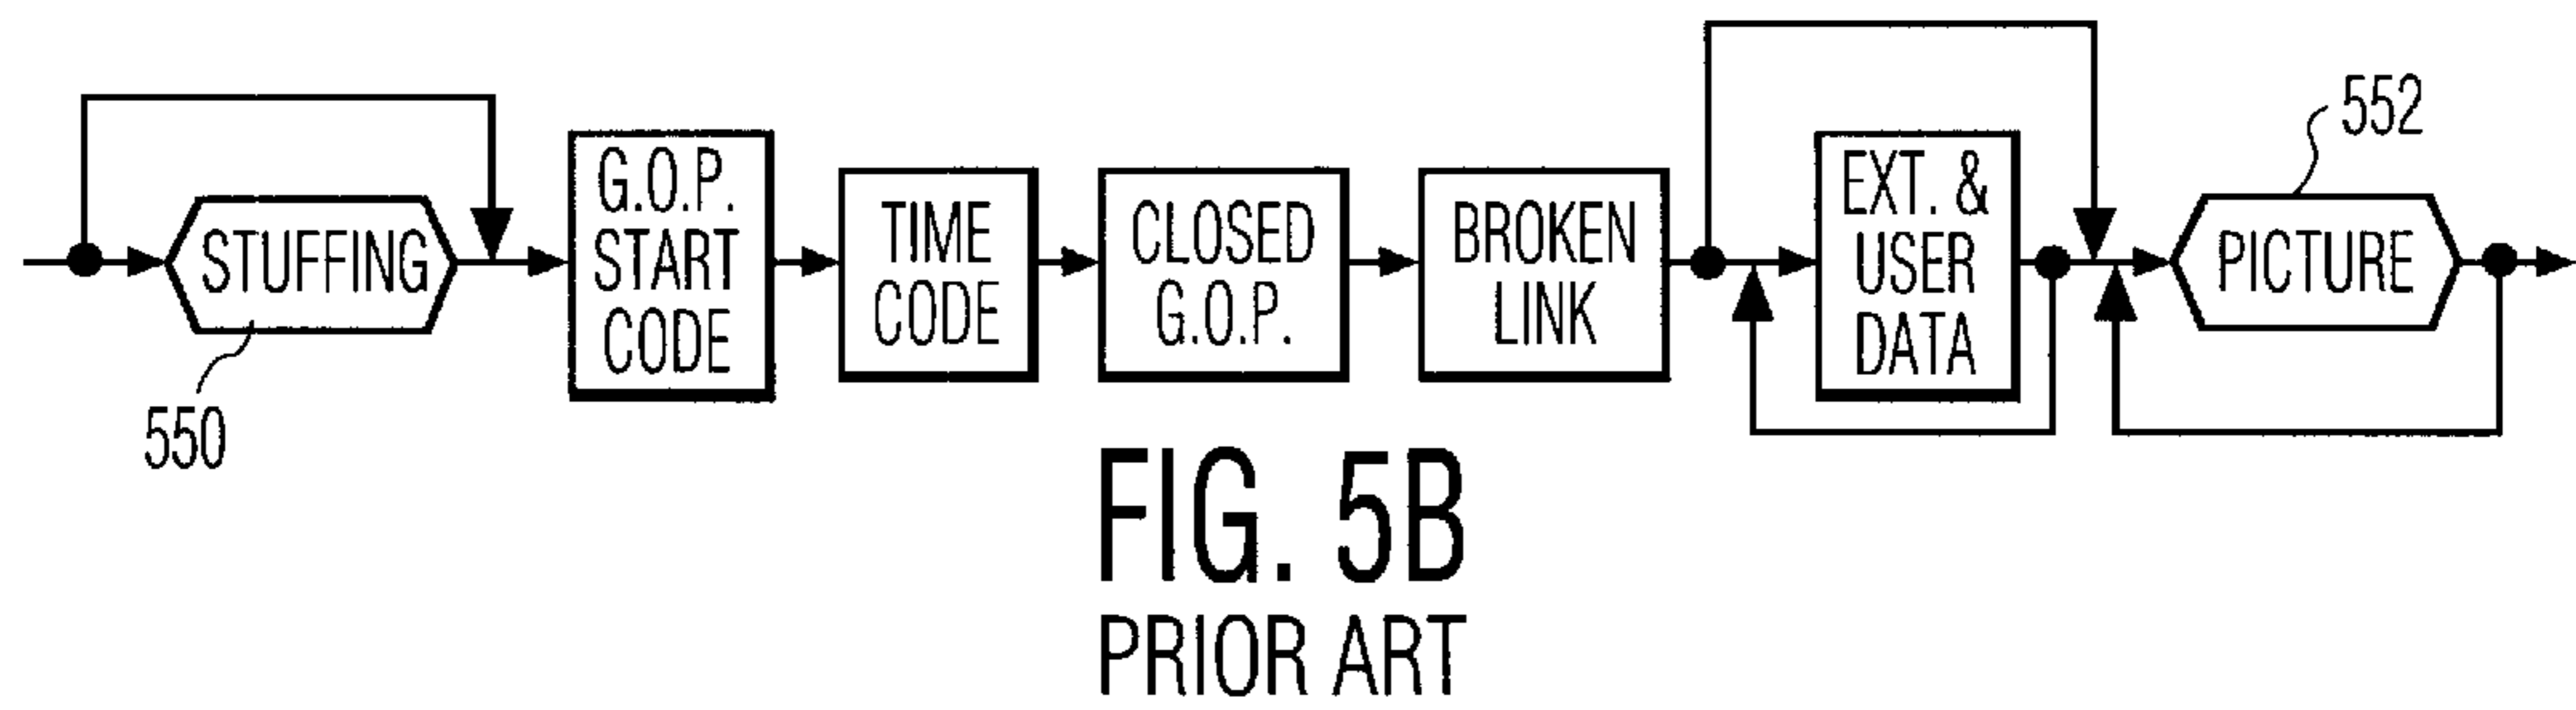 STUFFING
550
G.O.P.
START
CODE
TIME
CODE
CLOSED
G.O.P.
BROKEN
LINK
EXT. &
USER
DATA
PICTURE
552
FIG. 5B
PRIOR ART